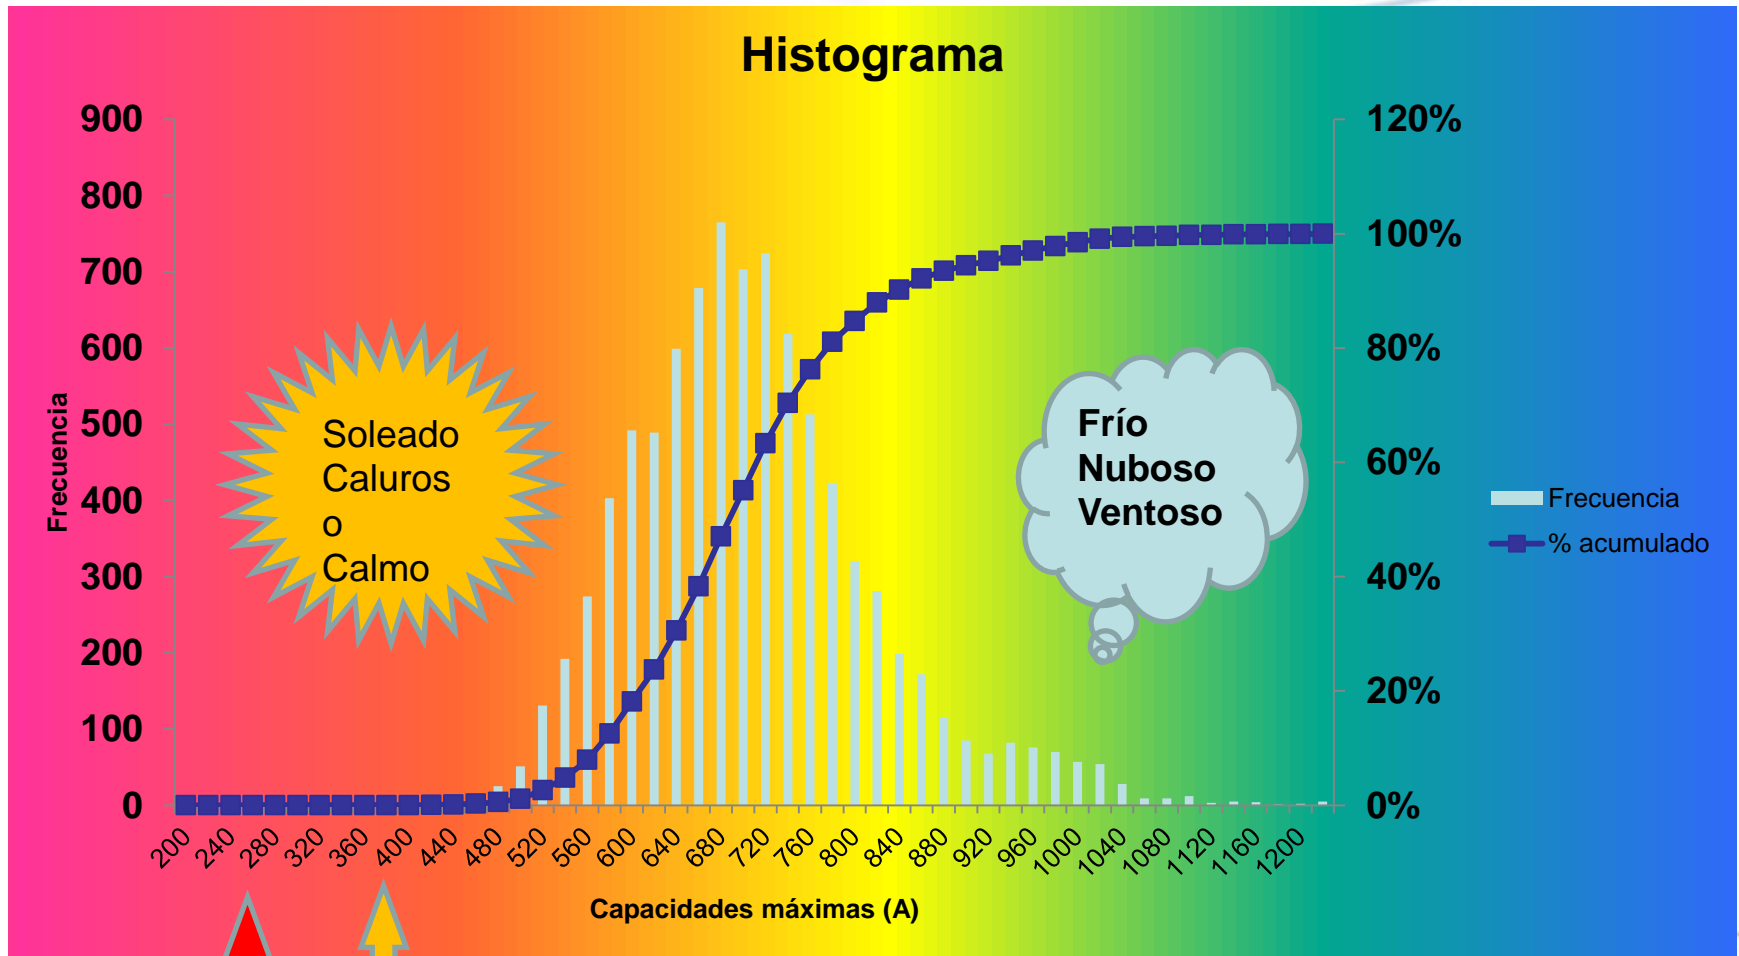 Histograma
900
800
700
600
500
400
300
200
100
0
Frecuencia
120%
100%
80%
60%
40%
20%
0%
Soleado
Caluros
o
Calmo
Frío
Nuboso
Ventoso
Frecuencia
% acumulado
200 240 280 320 360 400 440 480 520 560 600 640 680 720 760 800 840 880 920 960 1000 1040 1080 1120 1160 1200
Capacidades máximas (A)